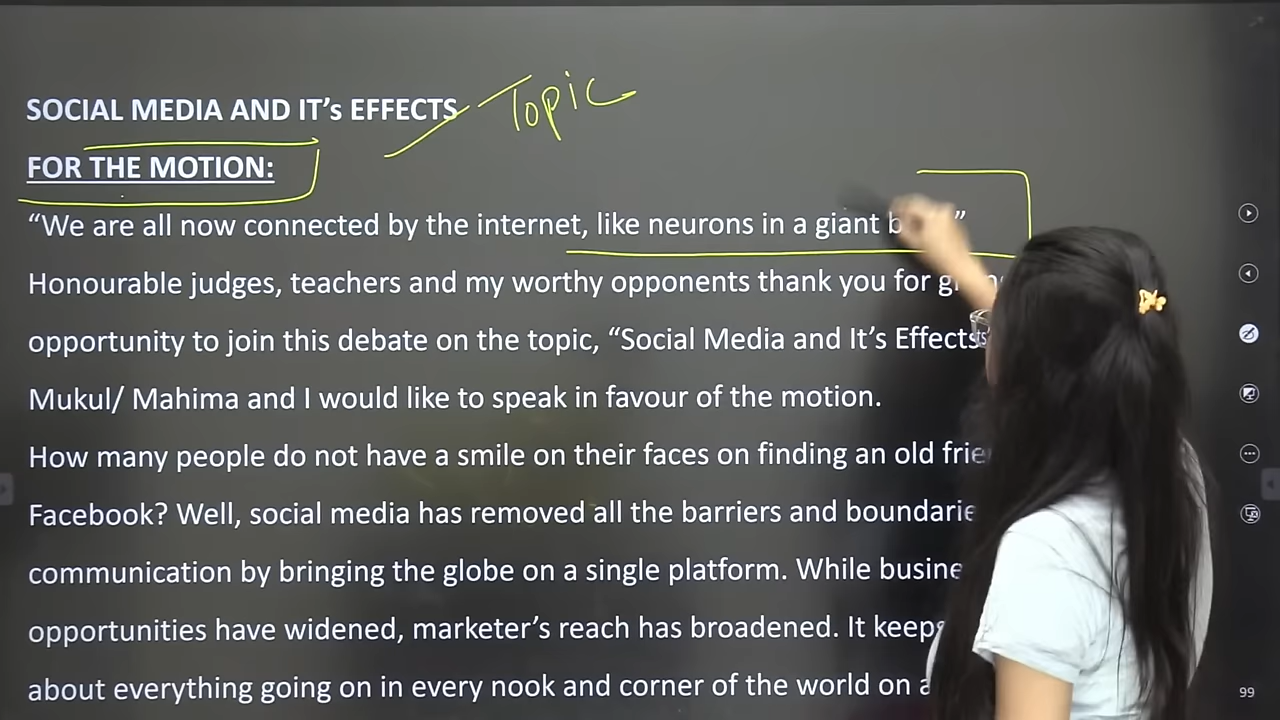 SOCIAL MEDIA AND IT’s EFFECTS
Topic
FOR THE MOTION:
“We are all now connected by the internet, like neurons in a giant ”
Honourable judges, teachers and my worthy opponents thank you for
opportunity to join this debate on the topic, “Social Media and It’s Effects
Mukul/ Mahima and I would like to speak in favour of the motion.
How many people do not have a smile on their faces on finding an old
Facebook? Well, social media has removed all the barriers and
communication by bringing the globe on a single platform. While
opportunities have widened, marketer’s reach has broadened. It
about everything going on in every nook and corner of the world on
99